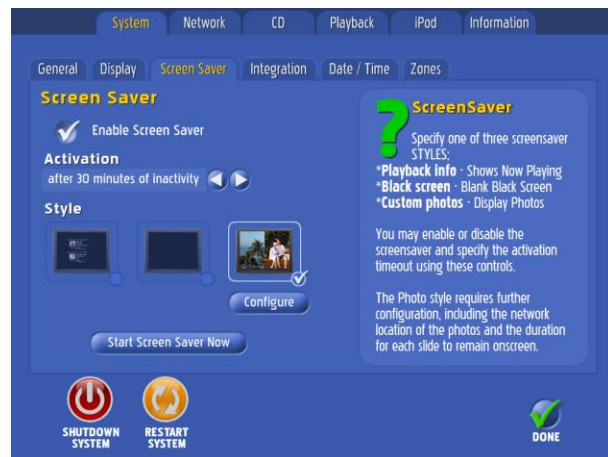 System Network CD Playback iPod Information
General Display Screen Saver Integration Date / Time Zones
Screen Saver
Enable Screen Saver
Activation
after 30 minutes of inactivity
Style
Configure
Start Screen Saver Now
ScreenSaver
Specify one of three screensaver
STYLES;
*Playback info - Shows Now Playing
*Black screen - Blank Black Screen
*Custom photos - Display Photos
You may enable or disable the
screensaver and specify the activation
timeout using these controls.
The Photo style requires further
configuration, including the network
location of the photos and the duration
for each slide to remain onscreen.
SHUTDOWN
SYSTEM
RESTART
SYSTEM
DONE